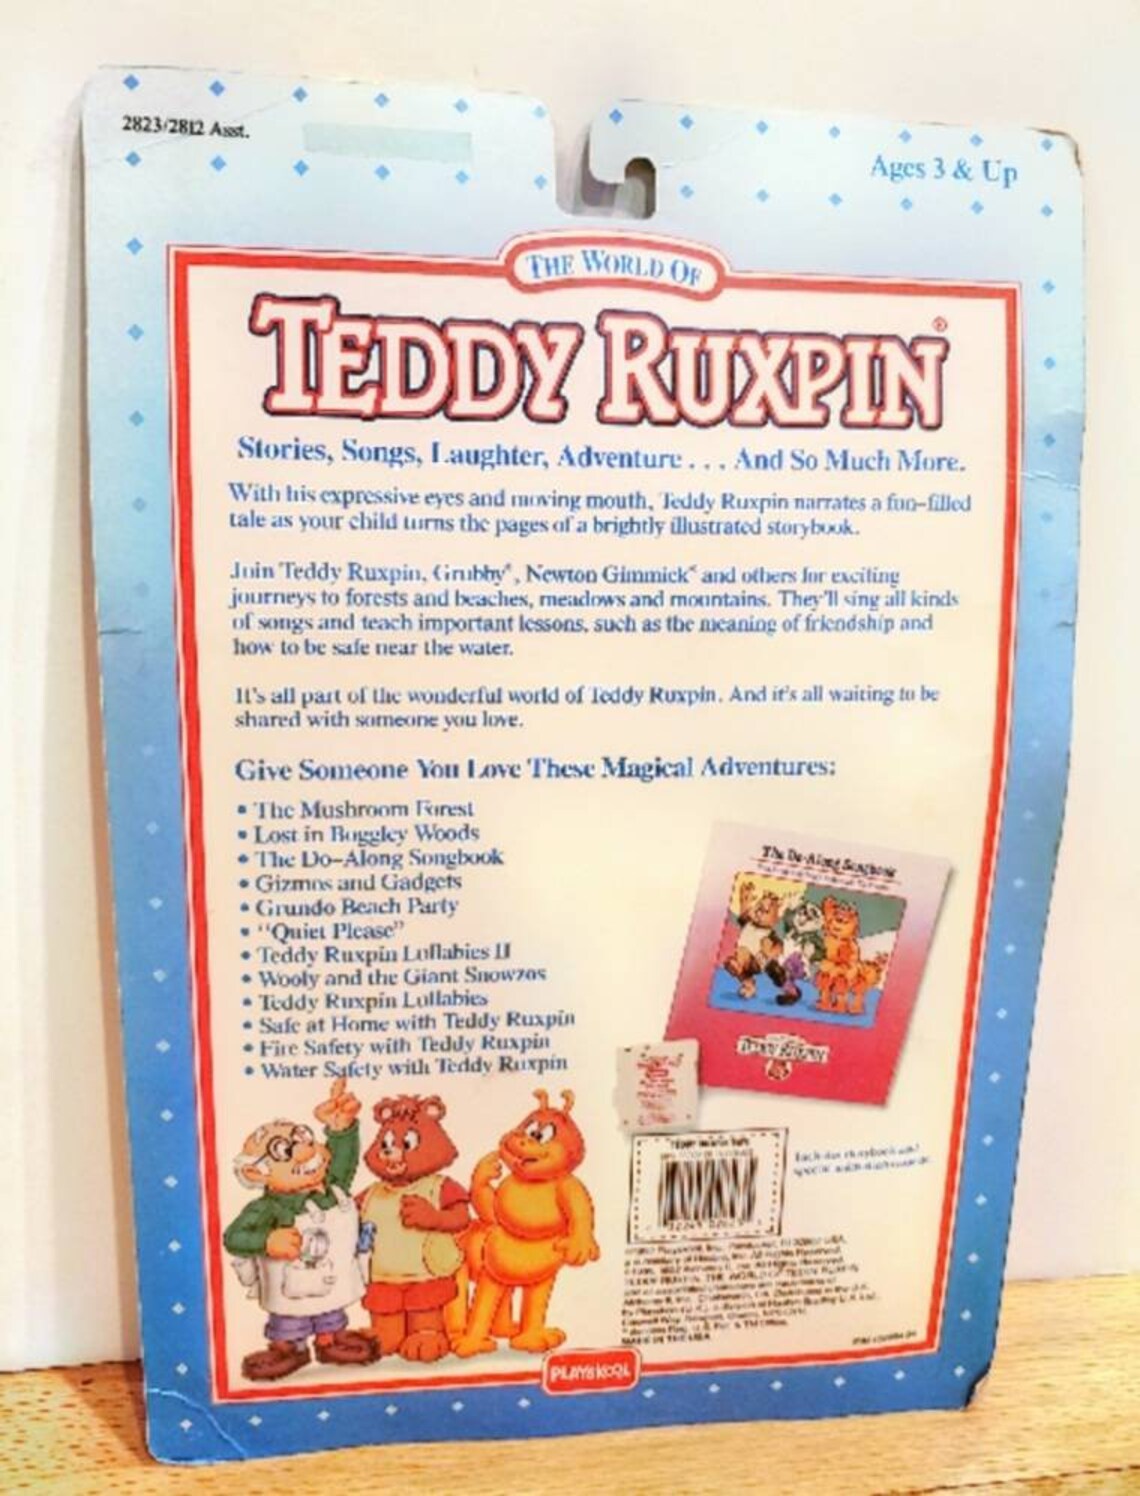 2823/2812 Asst.
Ages 3 & Up
THE WORLD OF
TEDDY RUXPIN®
Stories, Songs, Laughter, Adventure . . . And So Much More.
With his expressive eyes and moving mouth, Teddy Ruxpin narrates a fun-filled
tale as your child turns the pages of a brightly illustrated storybook.
Join Teddy Ruxpin, Grubby, Newton Gimmick and others for exciting
journeys to forests and beaches, meadows and mountains. They'll sing all kinds
of songs and teach important lessons, such as the meaning of friendship and
how to be safe near the water.
It's all part of the wonderful world of Teddy Ruxpin. And it's all waiting to be
shared with someone you love.
Give Someone You Love These Magical Adventures:
• The Mushroom Forest
• Lost in Boggley Woods
• The Do-Along Songbook
• Gizmos and Gadgets
• Grundo Beach Party
• "Quiet Please"
• Teddy Ruxpin Lullabies II
• Wooly and the Giant Snowzos
• Teddy Ruxpin Lullabies
• Safe at Home with Teddy Ruxpin
• Fire Safety with Teddy Ruxpin
• Water Safety with Teddy Ruxpin
The Do-Along Songbook
TEDDY RUXPIN
Includes storybook and
MADE IN THE USA
PLAYSKOOL